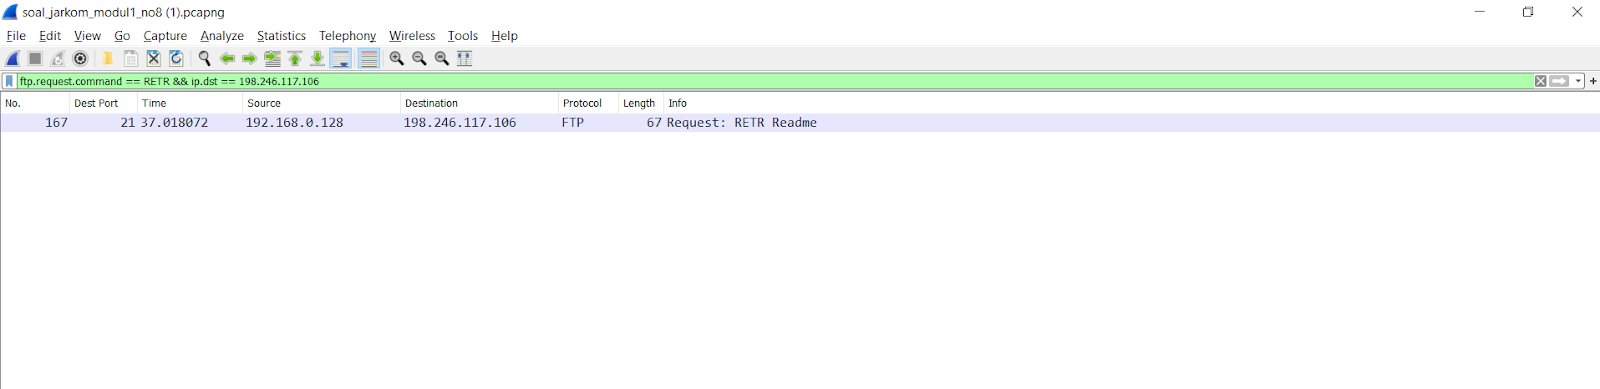 soal_jarkom_modul1_no8 (1).pcapng
File Edit View Go Capture Analyze Statistics Telephony Wireless Tools Help
ftp.request.command == RETR && ip.dst == 198.246.117.106
No. Dest Port Time Source Destination Protocol Length Info
167 21 37.018072 192.168.0.128 198.246.117.106 FTP 67 Request: RETR Readme